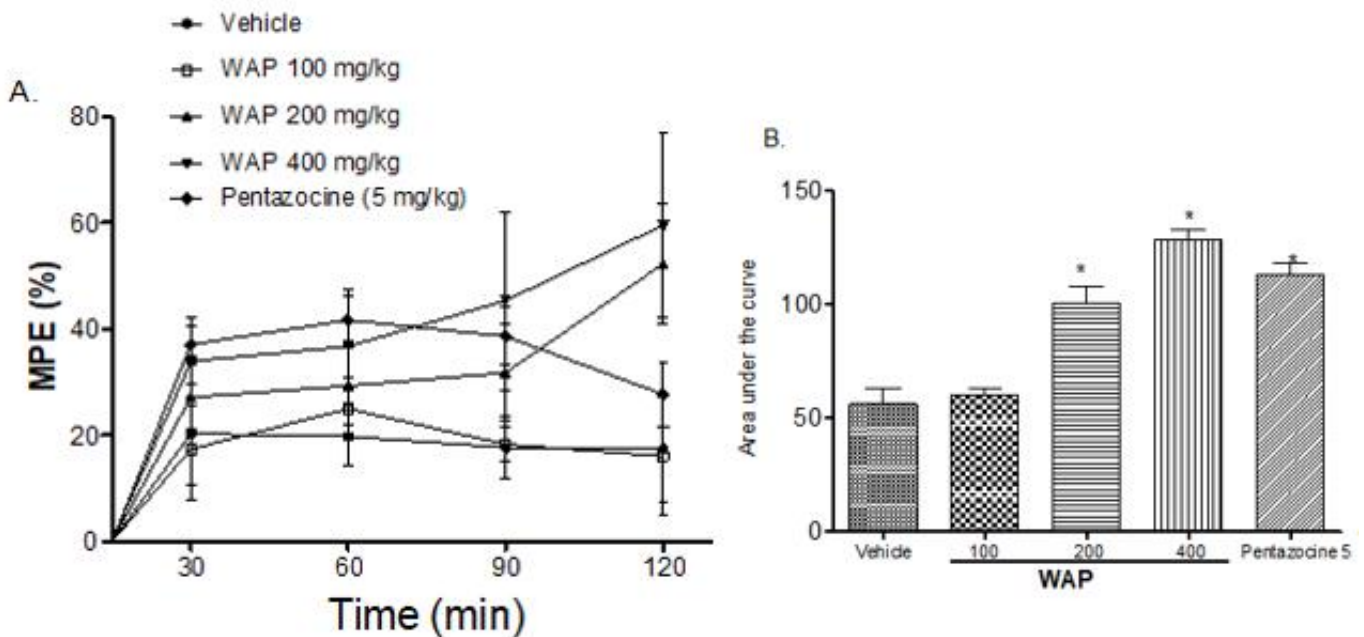 Vehicle
WAP 100 mg/kg
WAP 200 mg/kg
WAP 400 mg/kg
Pentazocine (5 mg/kg)
A.
80
60
40
20
0
MPE (%)
30 60 90 120
Time (min)
B.
150
100
50
0
Area under the curve
*
*
*
Vehicle 100 200 400 Pentazocine 5
WAP